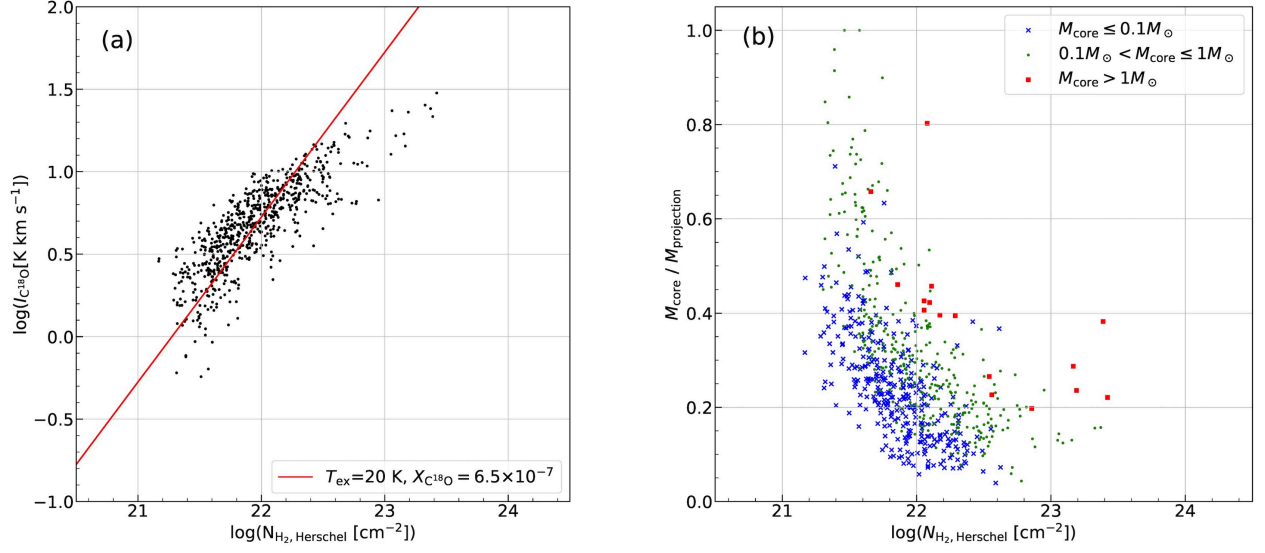 (a)
2.0
1.5
1.0
0.5
0.0
−0.5
−1.0
log(I_C¹⁸O[K km s⁻¹])
T_ex=20 K, X_C¹⁸O = 6.5×10⁻⁷
21 22 23 24
log(N_H₂, Herschel [cm⁻²])
(b)
M_core ≤ 0.1M_⊙
0.1M_⊙ < M_core ≤ 1M_⊙
M_core > 1M_⊙
1.0
0.8
0.6
0.4
0.2
0.0
M_core / M_projection
21 22 23 24
log(N_H₂, Herschel [cm⁻²])